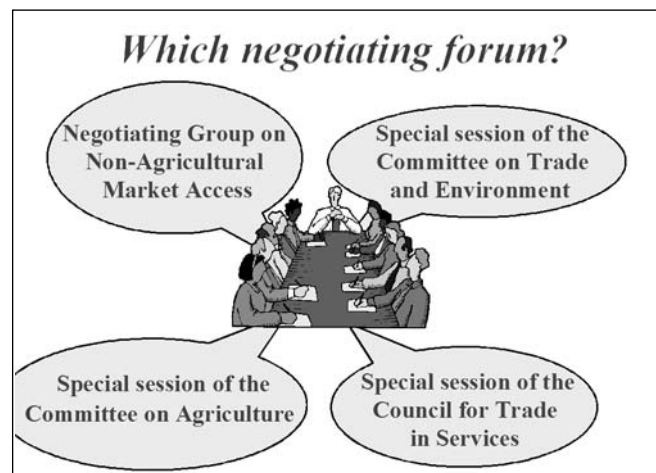 Which negotiating forum?
Negotiating Group on
Non-Agricultural
Market Access
Special session of the
Committee on Trade
and Environment
Special session of the
Committee on Agriculture
Special session of the
Council for Trade
in Services